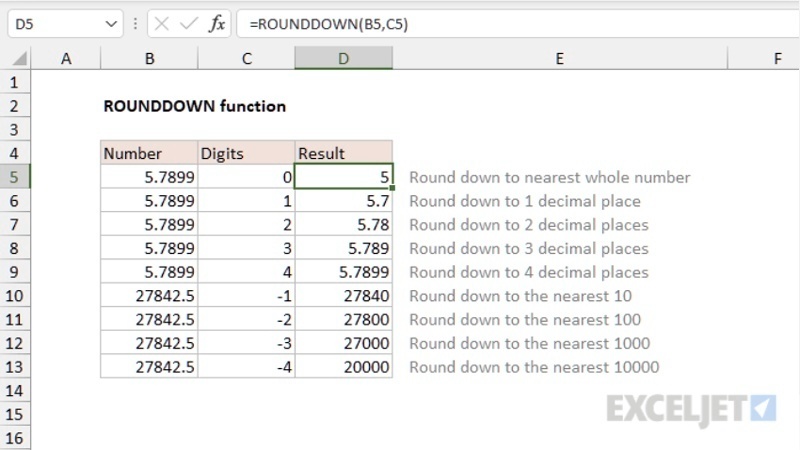 D5 fx =ROUNDDOWN(B5,C5)
A B C D E F
1
2 ROUNDDOWN function
3
4 Number Digits Result
5 5.7899 0 5 Round down to nearest whole number
6 5.7899 1 5.7 Round down to 1 decimal place
7 5.7899 2 5.78 Round down to 2 decimal places
8 5.7899 3 5.789 Round down to 3 decimal places
9 5.7899 4 5.7899 Round down to 4 decimal places
10 27842.5 -1 27840 Round down to the nearest 10
11 27842.5 -2 27800 Round down to the nearest 100
12 27842.5 -3 27000 Round down to the nearest 1000
13 27842.5 -4 20000 Round down to the nearest 10000
14
15 EXCELJET
16